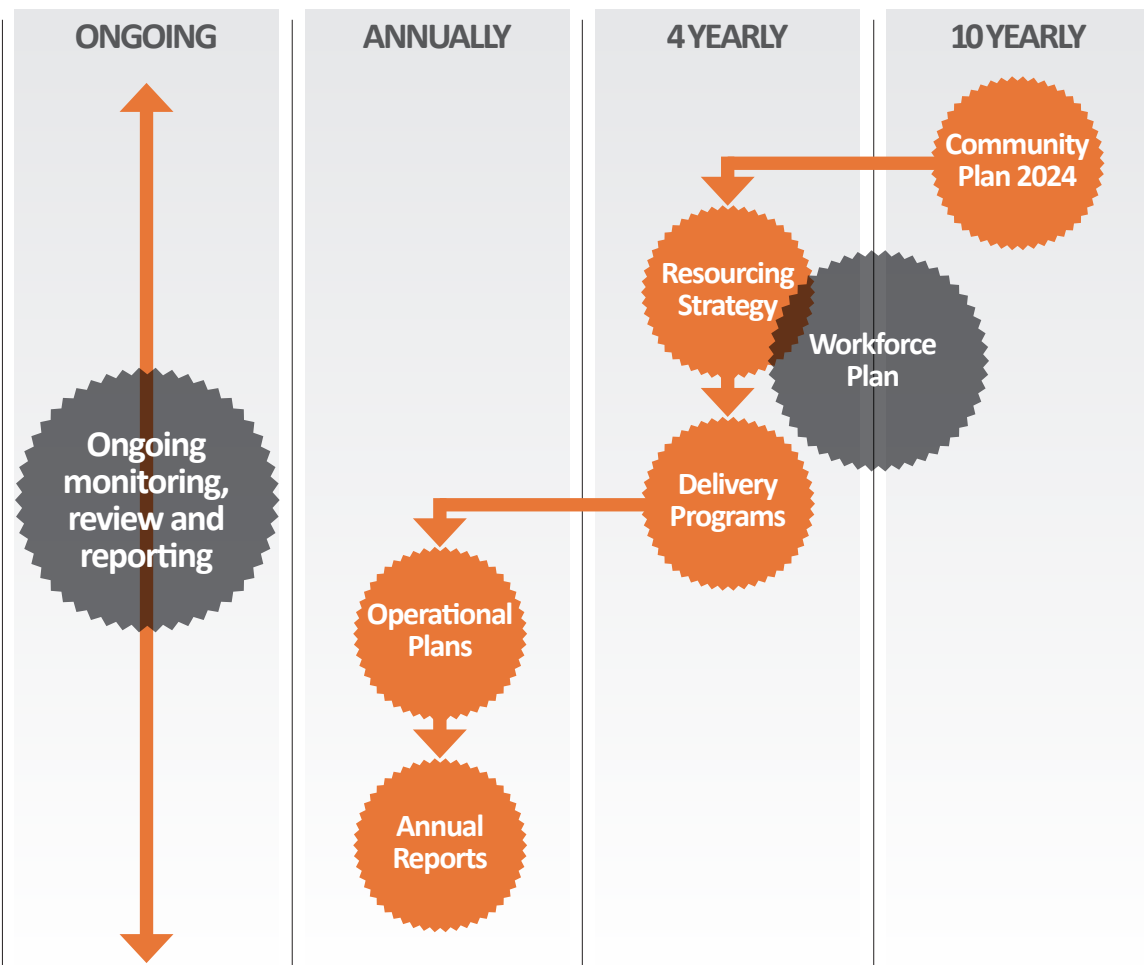 ONGOING
ANNUALLY
4 YEARLY
10 YEARLY
Community
Plan 2024
Resourcing
Strategy
Workforce
Plan
Ongoing
monitoring,
review and
reporting
Delivery
Programs
Operational
Plans
Annual
Reports